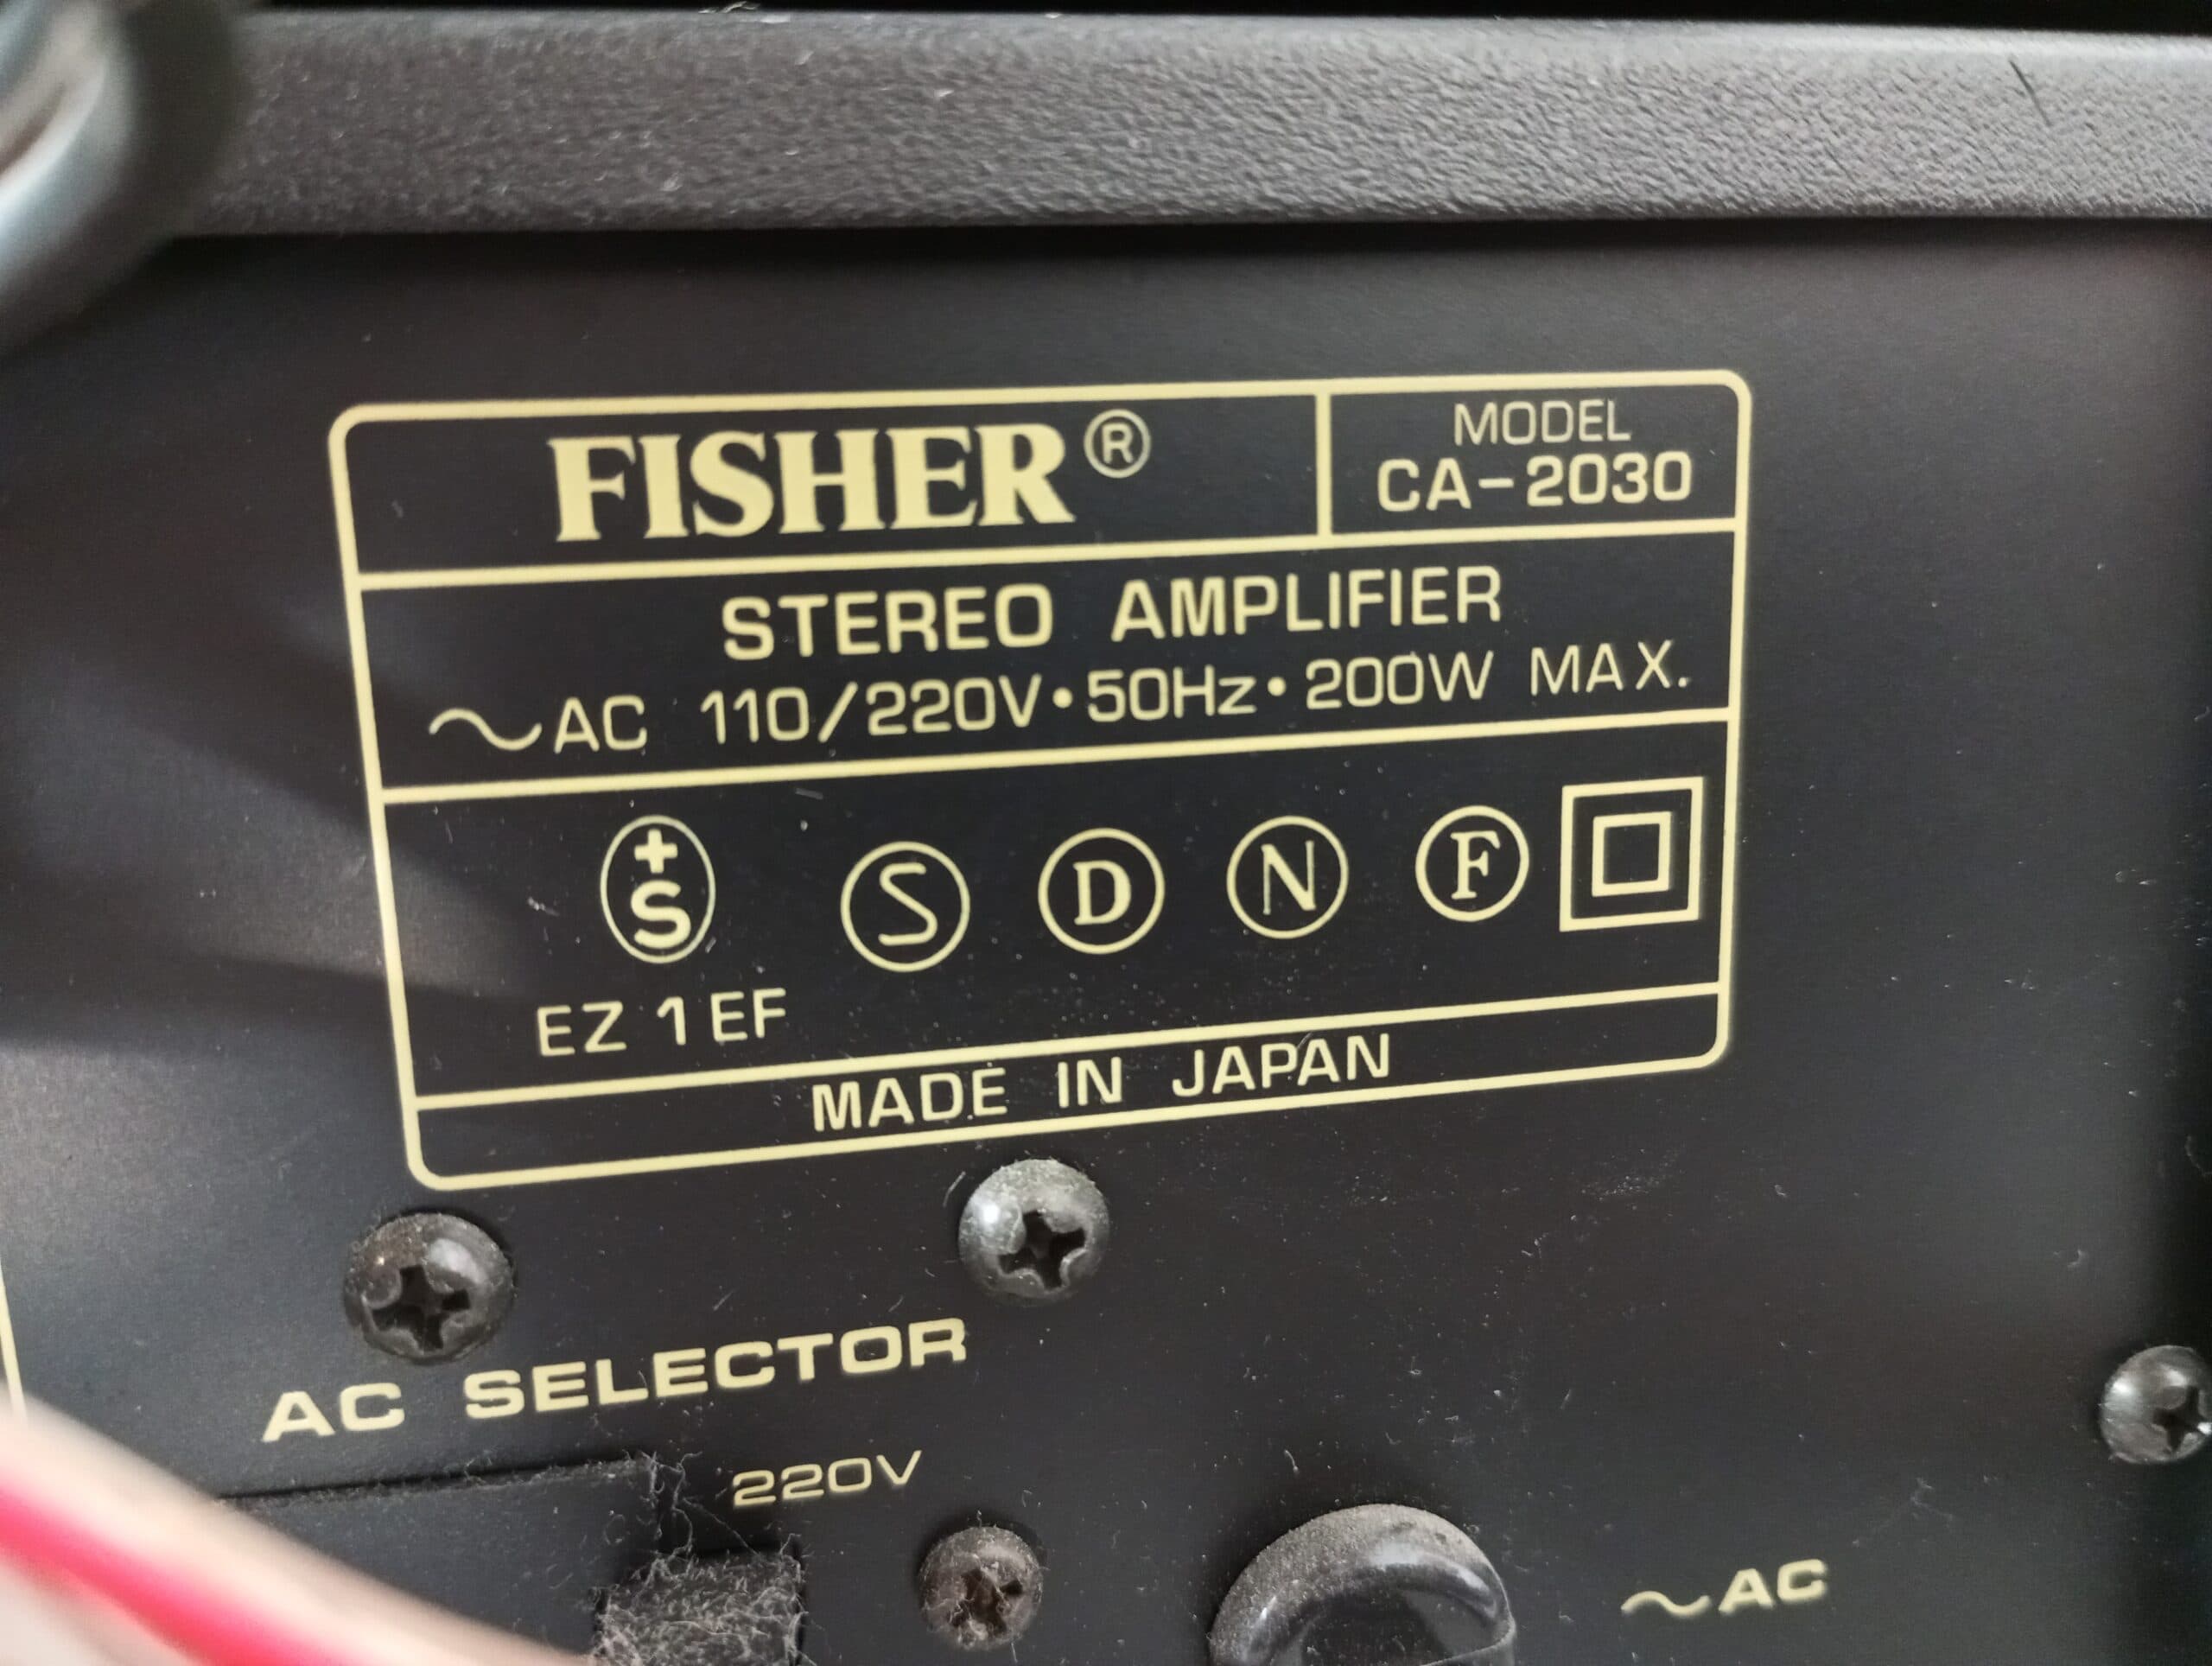 FISHER®
MODEL
CA-2030
STEREO AMPLIFIER
~AC 110/220V•50Hz•200W MAX.
+S S D N F
EZ 1 EF
MADE IN JAPAN
AC SELECTOR
220V
~AC